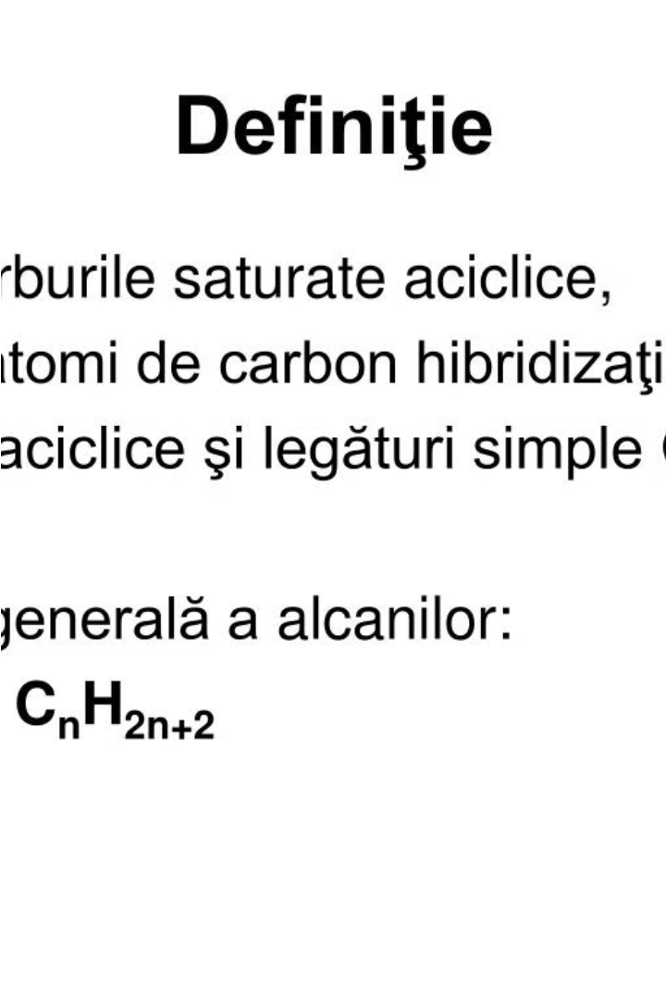 Definiţie
rburile saturate aciclice,
tomi de carbon hibridizaţi
aciclice şi legături simple
generală a alcanilor:
CnH2n+2